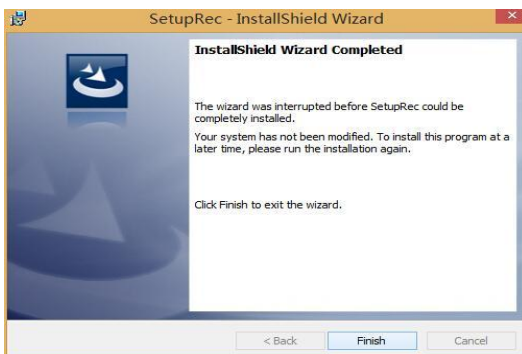 SetupRec - InstallShield Wizard
InstallShield Wizard Completed
The wizard was interrupted before SetupRec could be
completely installed.
Your system has not been modified. To install this program at a
later time, please run the installation again.
Click Finish to exit the wizard.
< Back
Finish
Cancel